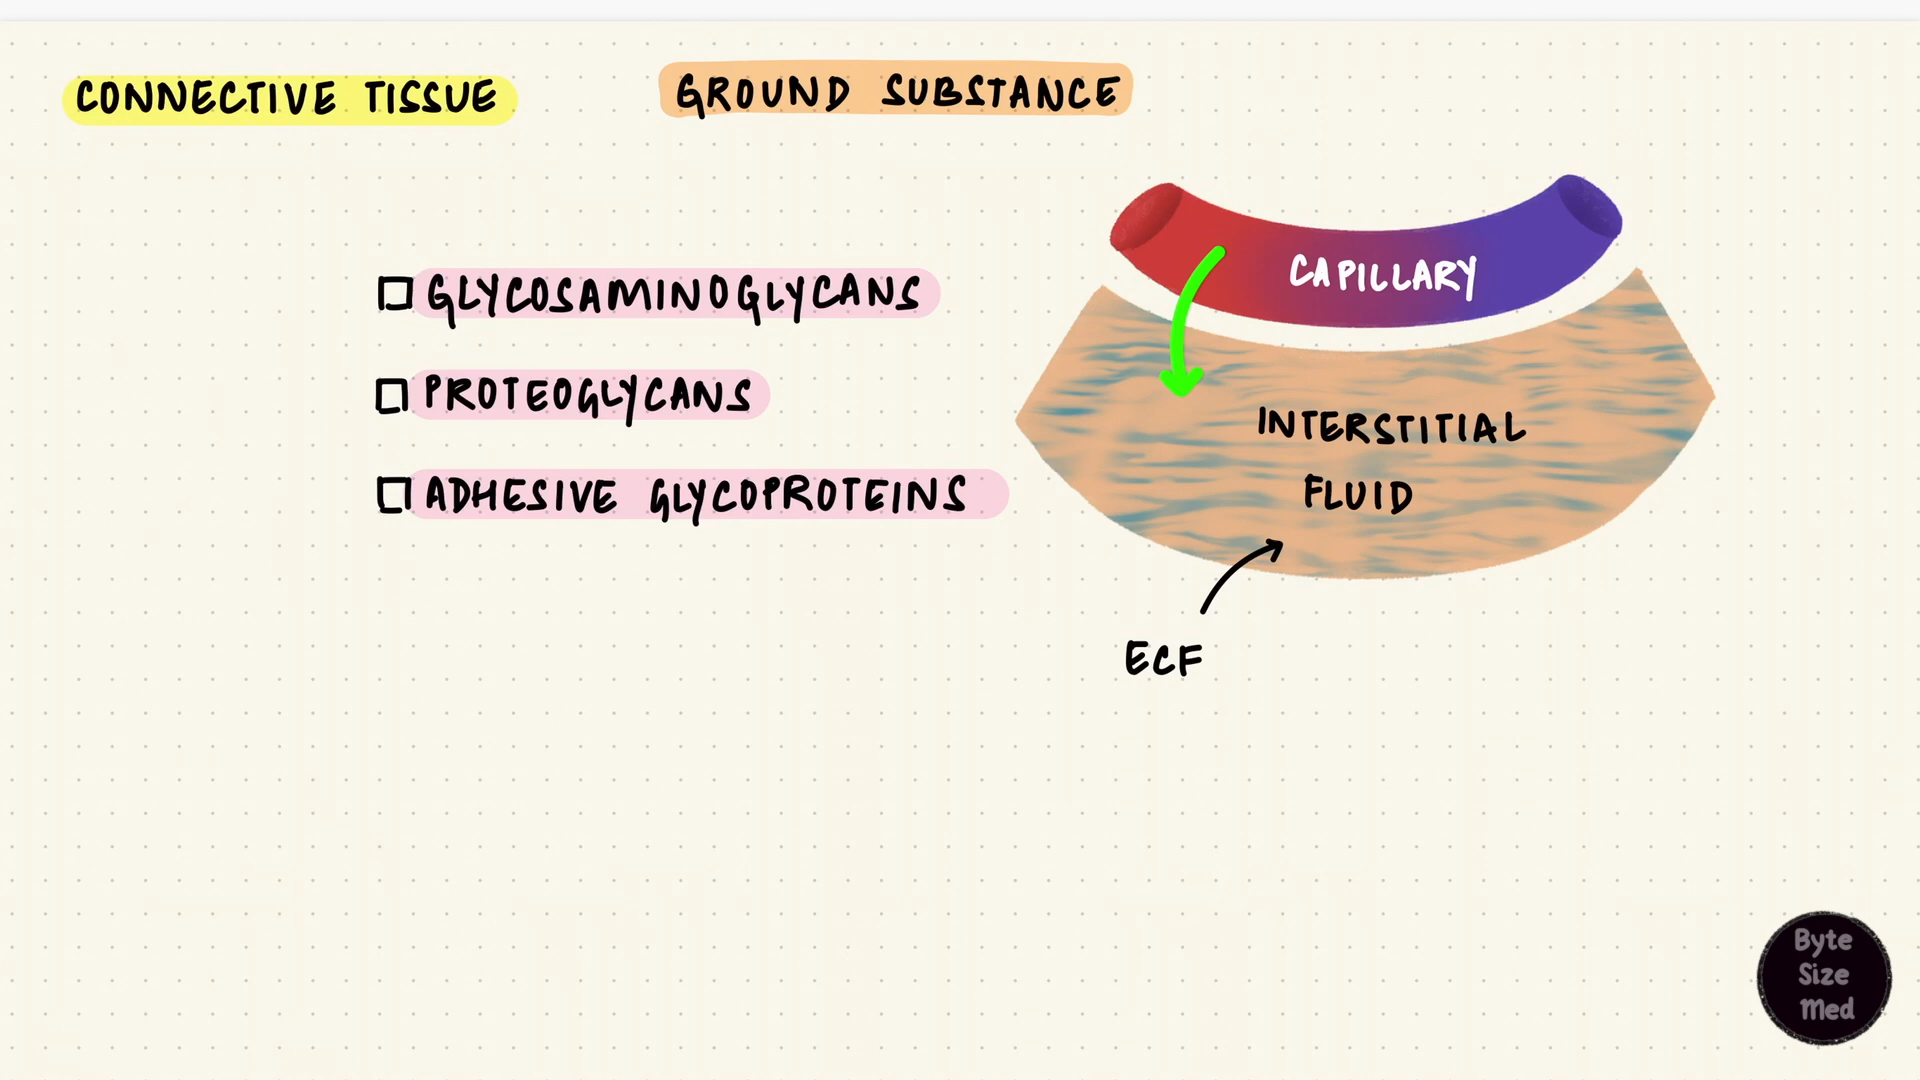 CONNECTIVE TISSUE
GROUND SUBSTANCE
GLYCOSAMINOGLYCANS
PROTEOGLYCANS
ADHESIVE GLYCOPROTEINS
CAPILLARY
INTERSTITIAL
FLUID
ECF
Byte
Size
Med